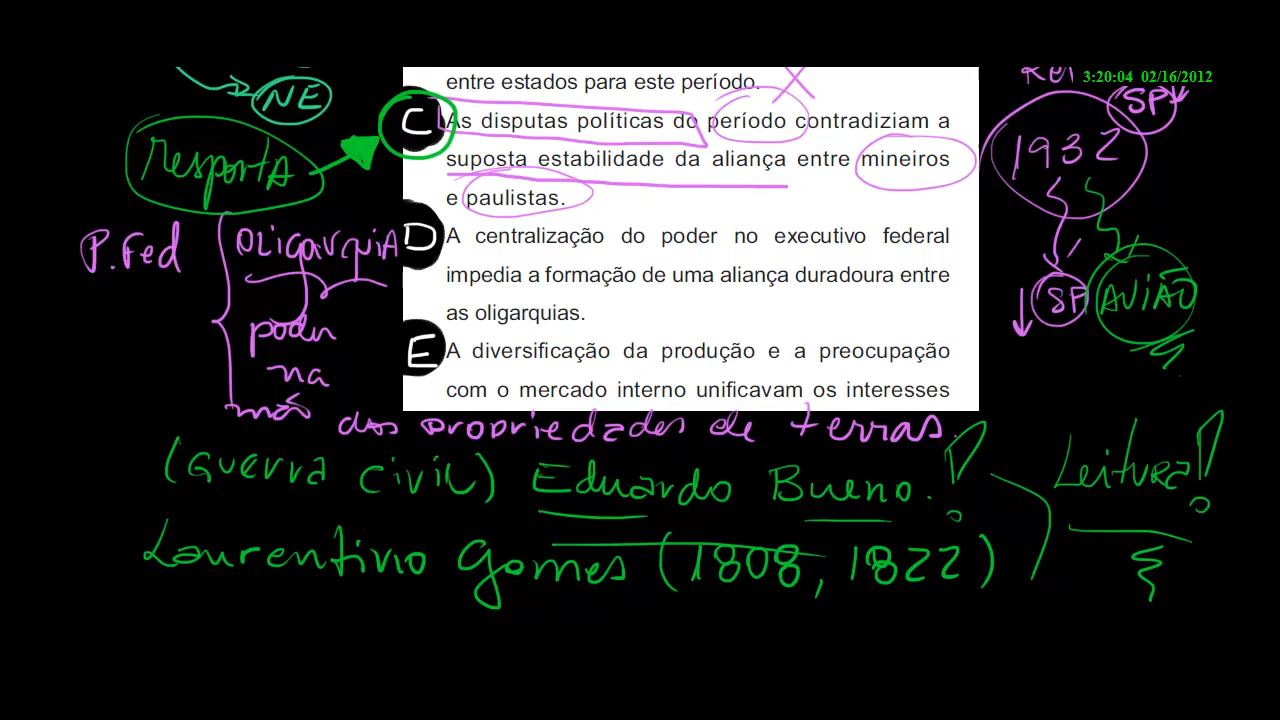 3:20:04 02/16/2012
NE
entre estados para este período.
SP
C As disputas políticas do período contradiziam a
resposta
suposta estabilidade da aliança entre mineiros
1932
e paulistas.
P. Fed
OLIGARQUIA
D A centralização do poder no executivo federal
impedia a formação de uma aliança duradoura entre
SP AVIÃO
as oligarquias.
poder
na
E A diversificação da produção e a preocupação
com o mercado interno unificavam os interesses
mãos das propriedades de terras.
(Guerra Civil) Eduardo Bueno.!
Leitura!
Laurentino Gomes (1808, 1822)